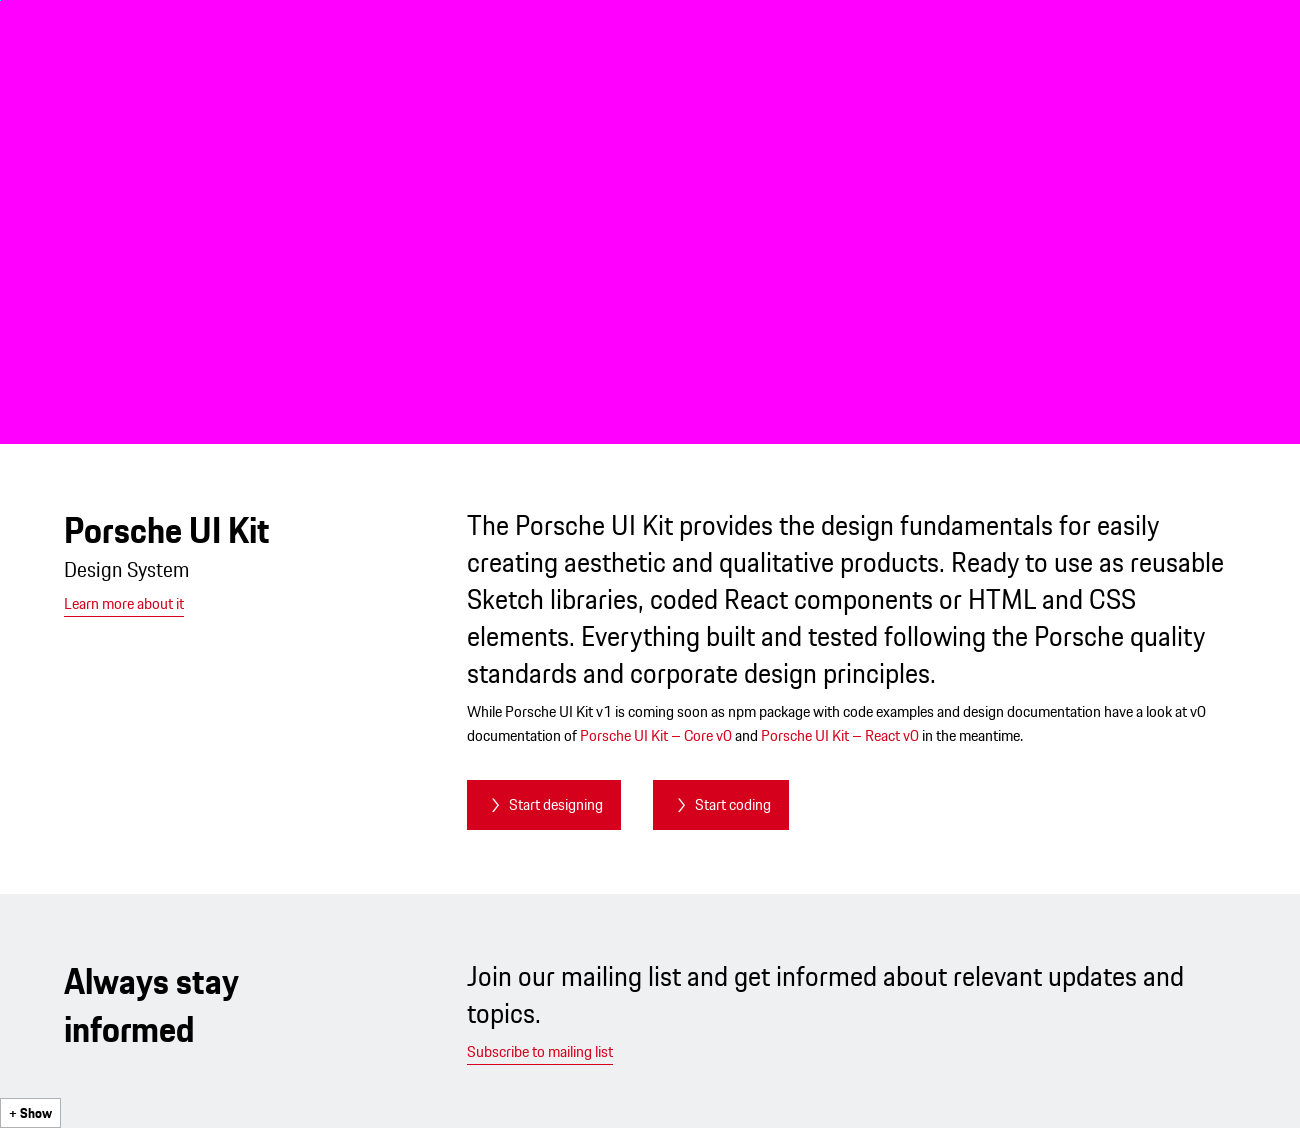 Porsche UI Kit
Design System
Learn more about it
The Porsche UI Kit provides the design fundamentals for easily
creating aesthetic and qualitative products. Ready to use as reusable
Sketch libraries, coded React components or HTML and CSS
elements. Everything built and tested following the Porsche quality
standards and corporate design principles.
While Porsche UI Kit v1 is coming soon as npm package with code examples and design documentation have a look at v0
documentation of Porsche UI Kit – Core v0 and Porsche UI Kit – React v0 in the meantime.
Start designing
Start coding
Always stay
informed
Join our mailing list and get informed about relevant updates and
topics.
Subscribe to mailing list
+ Show